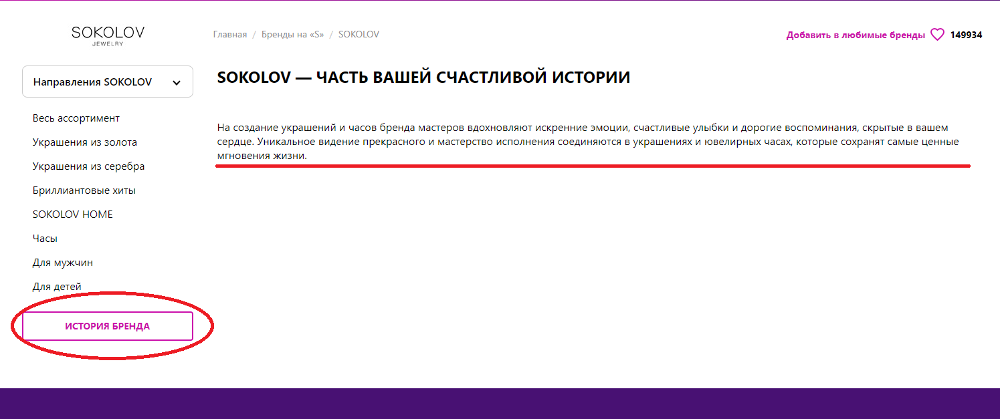 SOKOLOV
JEWELRY
Главная / Бренды на «S» / SOKOLOV
Добавить в любимые бренды 149934
Направления SOKOLOV
Весь ассортимент
Украшения из золота
Украшения из серебра
Бриллиантовые хиты
SOKOLOV HOME
Часы
Для мужчин
Для детей
ИСТОРИЯ БРЕНДА
SOKOLOV — ЧАСТЬ ВАШЕЙ СЧАСТЛИВОЙ ИСТОРИИ
На создание украшений и часов бренда мастеров вдохновляют искренние эмоции, счастливые улыбки и дорогие воспоминания, скрытые в вашем
сердце. Уникальное видение прекрасного и мастерство исполнения соединяются в украшениях и ювелирных часах, которые сохранят самые ценные
мгновения жизни.